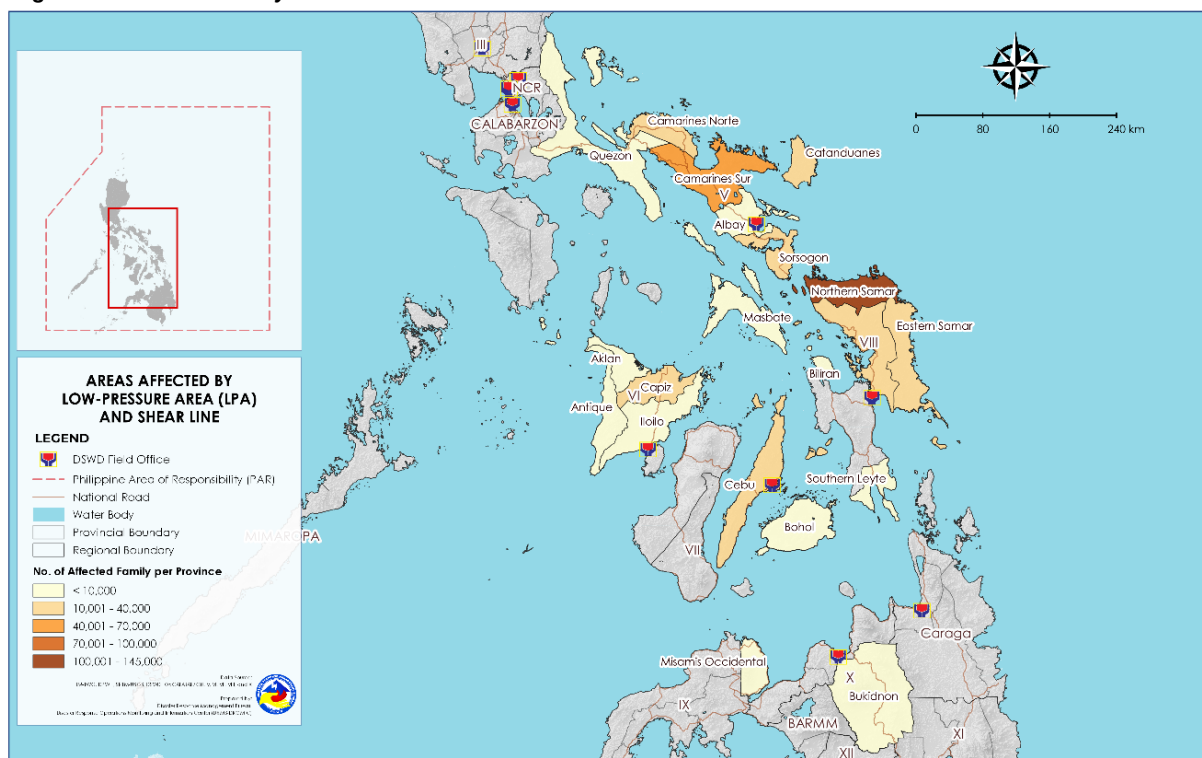 III
NCR
CALABARZON
Quezon
Camarines Norte
Catanduanes
Camarines Sur
V
Albay
Sorsogon
Northern Samar
Masbate
Eastern Samar
VIII
Biliran
Aklan
Capiz
VI
Antique
Iloilo
Southern Leyte
Cebu
Bohol
VII
MIMAROPA
Caraga
Misamis Occidental
X
Bukidnon
IX
BARMM
XI
XII
0 80 160 240 km
AREAS AFFECTED BY
LOW-PRESSURE AREA (LPA)
AND SHEAR LINE
LEGEND
DSWD Field Office
Philippine Area of Responsibility (PAR)
National Road
Water Body
Provincial Boundary
Regional Boundary
No. of Affected Family per Province
< 10,000
10,001 - 40,000
40,001 - 70,000
70,001 - 100,000
100,001 - 145,000
Data Source:
Prepared by: